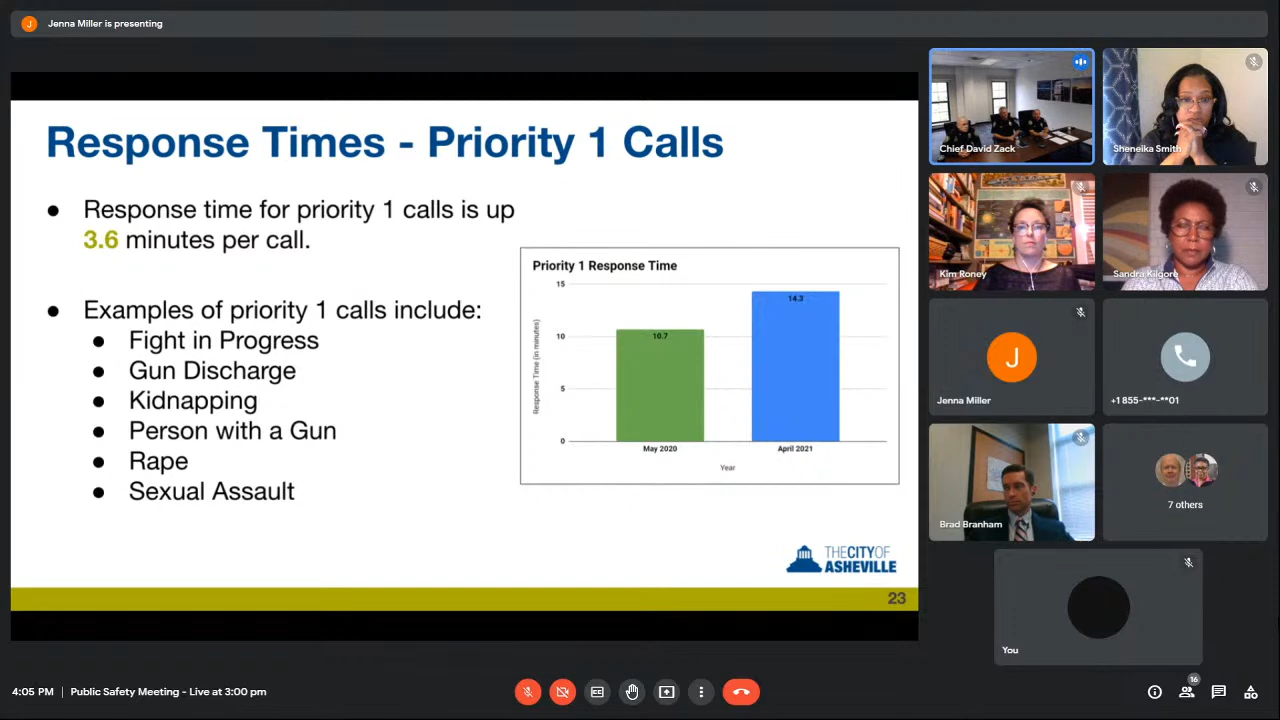 J
Jenna Miller is presenting
Response Times - Priority 1 Calls
● Response time for priority 1 calls is up
3.6 minutes per call.
● Examples of priority 1 calls include:
● Fight in Progress
● Gun Discharge
● Kidnapping
● Person with a Gun
● Rape
● Sexual Assault
Priority 1 Response Time
Response Time (in minutes)
15
10
5
0
10.7
14.3
May 2020
April 2021
Year
THE CITY OF
ASHEVILLE
23
Chief David Zack
Sheneika Smith
Kim Roney
Sandra Kilgore
J
Jenna Miller
+1 855-***-**01
Brad Branham
7 others
You
4:05 PM | Public Safety Meeting - Live at 3:00 pm
CC
16